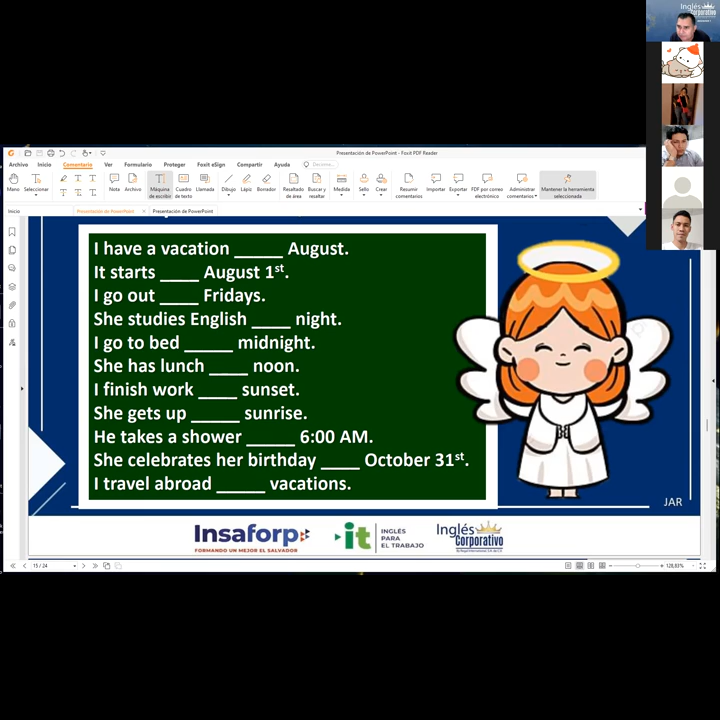 Inglés
Corporativo
Presentación de PowerPoint - Foxit PDF Reader
Archivo Inicio Comentario Ver Formulario Proteger Foxit eSign Compartir Ayuda
Mano Seleccionar Nota Archivo Máquina de escribir Cuadro de texto Llamada Dibujo Lápiz Borrador Resaltado de área Buscar y resaltar Medida Sello Crear Resumir comentarios Importar Exportar PDF por correo electrónico Administrar comentarios Mantener la herramienta seleccionada
Inicio Presentación de PowerPoint Presentación de PowerPoint
I have a vacation _____ August.
It starts ____ August 1st.
I go out ____ Fridays.
She studies English ____ night.
I go to bed _____ midnight.
She has lunch ____ noon.
I finish work ____ sunset.
She gets up _____ sunrise.
He takes a shower _____ 6:00 AM.
She celebrates her birthday ____ October 31st.
I travel abroad _____ vacations.
JAR
Insaforp
FORMANDO UN MEJOR EL SALVADOR
it
INGLÉS
PARA
EL TRABAJO
Inglés
Corporativo
15 / 24
128,83%